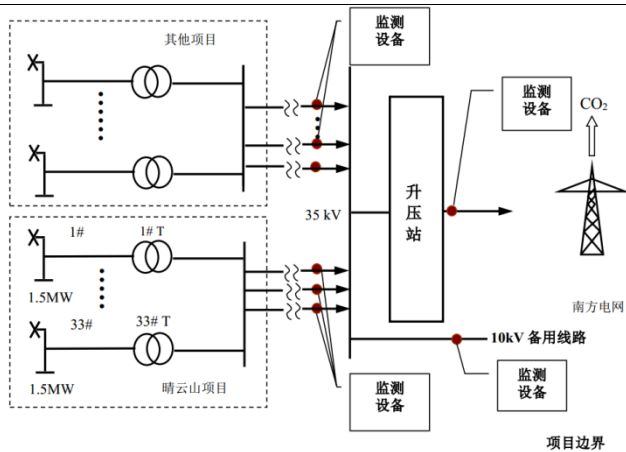 其他项目
监测
设备
监测
设备
CO₂
升
压
站
35 kV
南方电网
1#
1# T
1.5MW
33#
33# T
1.5MW
晴云山项目
10kV 备用线路
监测
设备
监测
设备
项目边界